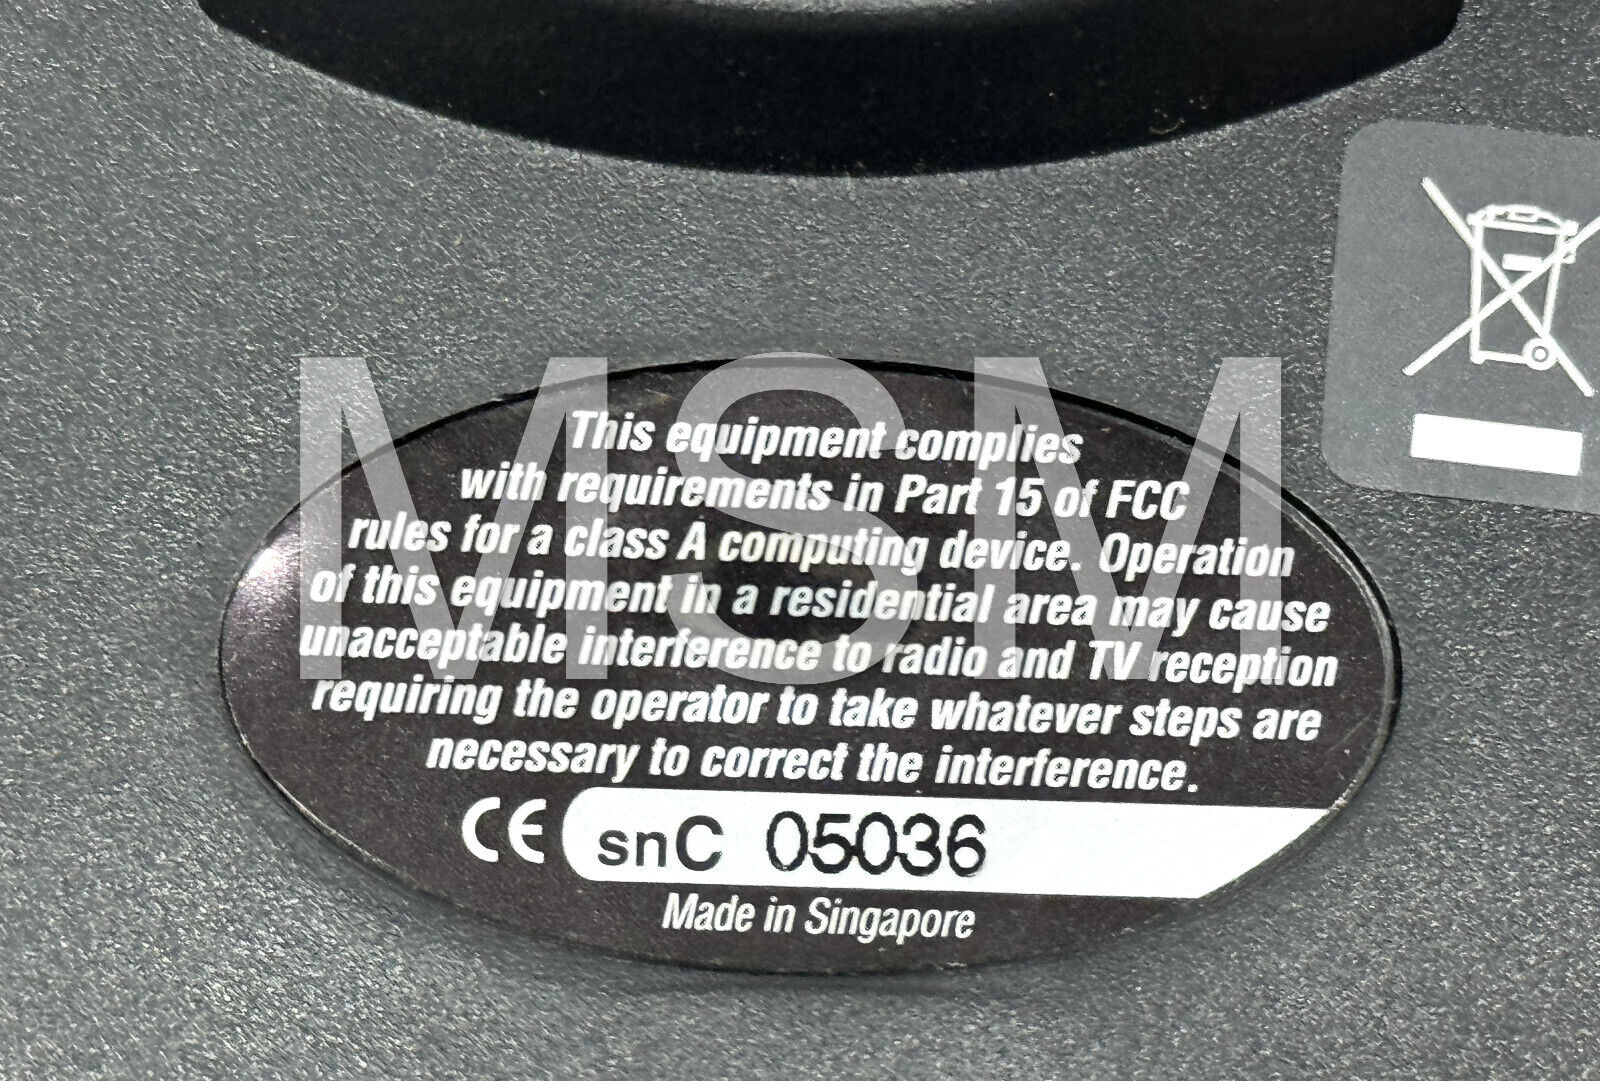 This equipment complies
with requirements in Part 15 of FCC
rules for a class A computing device. Operation
of this equipment in a residential area may cause
unacceptable interference to radio and TV reception
requiring the operator to take whatever steps are
necessary to correct the interference.
CE snC 05036
Made in Singapore
MSM